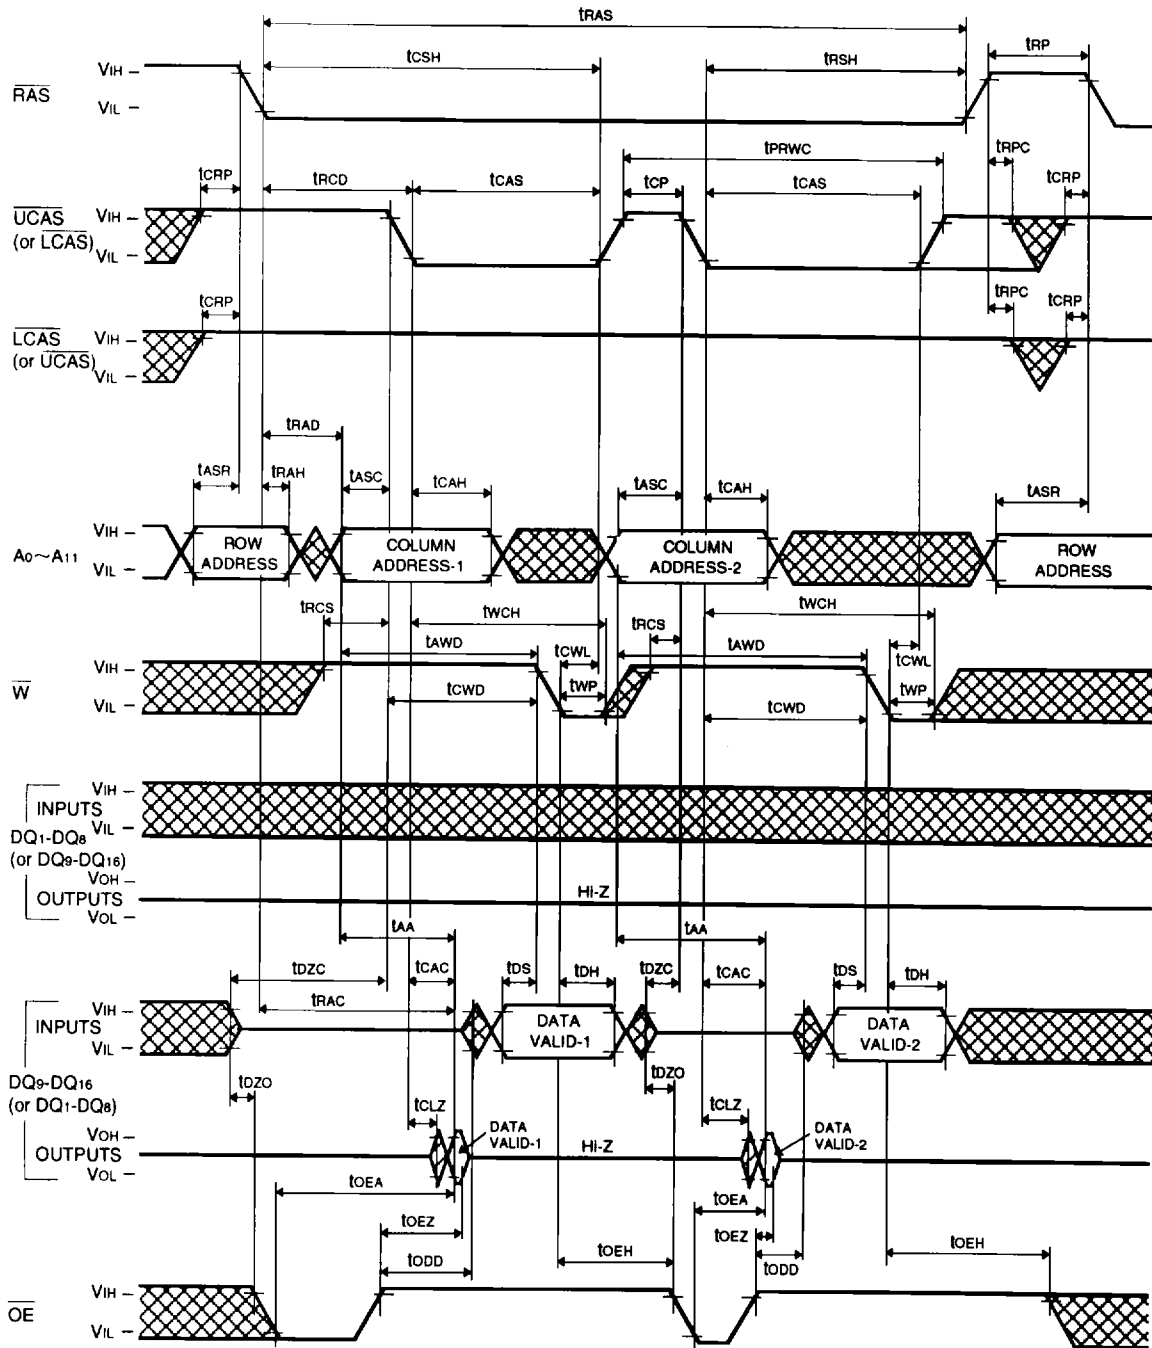 tRAS
tCSH tRSH tRP
RAS VIH
VIL
tPRWC tRPC
tCRP tRCD tCAS tCP tCAS tCRP
UCAS VIH
(or LCAS) VIL
tCRP tRPC tCRP
LCAS VIH
(or UCAS) VIL
tRAD
tASR tRAH tASC tCAH tASC tCAH tASR
A0~A11 VIH
VIL
ROW ADDRESS COLUMN ADDRESS-1 COLUMN ADDRESS-2 ROW ADDRESS
tRCS tWCH tRCS tWCH
tAWD tCWL tAWD tCWL
W VIH
VIL
tCWD tWP tCWD tWP
INPUTS VIH
VIL
DQ1-DQ8
(or DQ9-DQ16)
OUTPUTS VOH
VOL
Hi-Z
tAA tAA
tDZC tCAC tDS tDH tDZC tCAC tDS tDH
tRAC
INPUTS VIH
VIL
DATA VALID-1 DATA VALID-2
DQ9-DQ16
(or DQ1-DQ8)
tDZO tDZO
tCLZ tCLZ
OUTPUTS VOH
VOL
DATA VALID-1 Hi-Z DATA VALID-2
tOEA tOEA
tOEZ tOEZ
tODD tOEH tODD tOEH
OE VIH
VIL